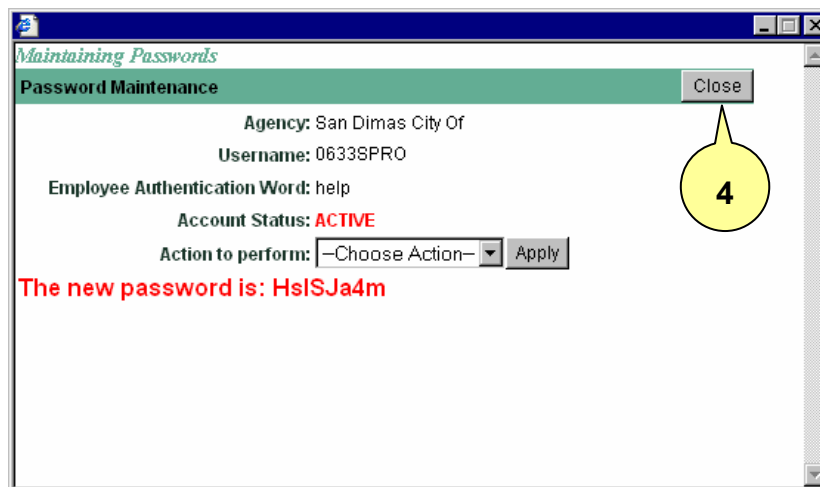 Maintaining Passwords
Password Maintenance Close
Agency: San Dimas City Of
Username: 0633SPRO
Employee Authentication Word: help
4
Account Status: ACTIVE
Action to perform: --Choose Action-- Apply
The new password is: HsISJa4m